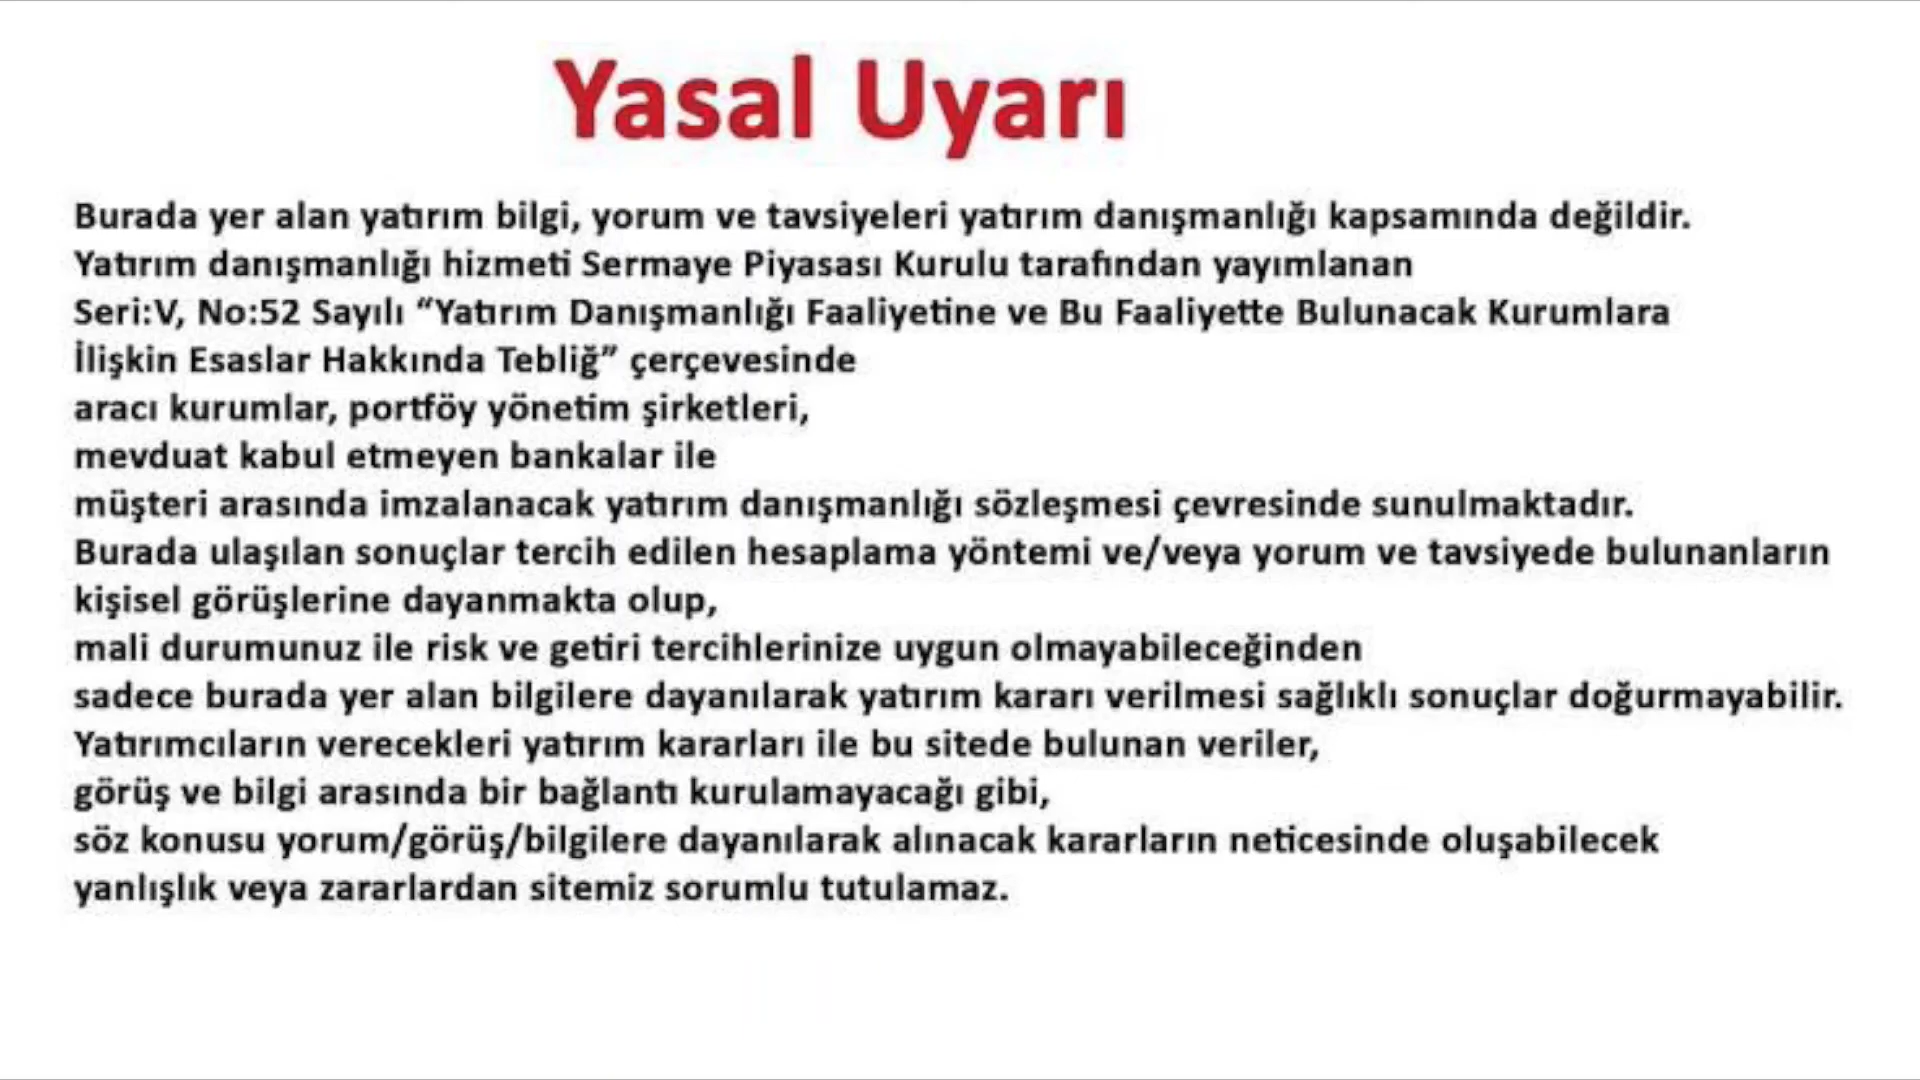 Yasal Uyarı
Burada yer alan yatırım bilgi, yorum ve tavsiyeleri yatırım danışmanlığı kapsamında değildir.
Yatırım danışmanlığı hizmeti Sermaye Piyasası Kurulu tarafından yayımlanan
Seri:V, No:52 Sayılı “Yatırım Danışmanlığı Faaliyetine ve Bu Faaliyette Bulunacak Kurumlara
İlişkin Esaslar Hakkında Tebliğ” çerçevesinde
aracı kurumlar, portföy yönetim şirketleri,
mevduat kabul etmeyen bankalar ile
müşteri arasında imzalanacak yatırım danışmanlığı sözleşmesi çevresinde sunulmaktadır.
Burada ulaşılan sonuçlar tercih edilen hesaplama yöntemi ve/veya yorum ve tavsiyede bulunanların
kişisel görüşlerine dayanmakta olup,
mali durumunuz ile risk ve getiri tercihlerinize uygun olmayabileceğinden
sadece burada yer alan bilgilere dayanılarak yatırım kararı verilmesi sağlıklı sonuçlar doğurmayabilir.
Yatırımcıların verecekleri yatırım kararları ile bu sitede bulunan veriler,
görüş ve bilgi arasında bir bağlantı kurulamayacağı gibi,
söz konusu yorum/görüş/bilgilere dayanılarak alınacak kararların neticesinde oluşabilecek
yanlışlık veya zararlardan sitemiz sorumlu tutulamaz.